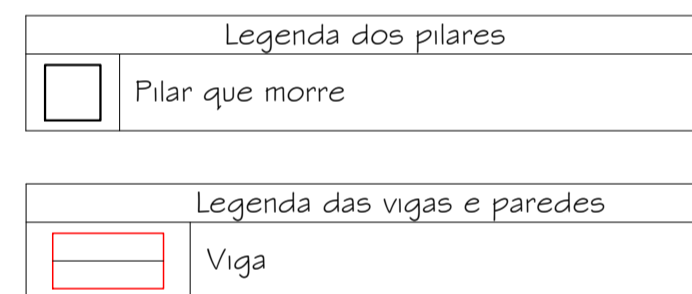 Legenda dos pilares
Pilar que morre
Legenda das vigas e paredes
Viga